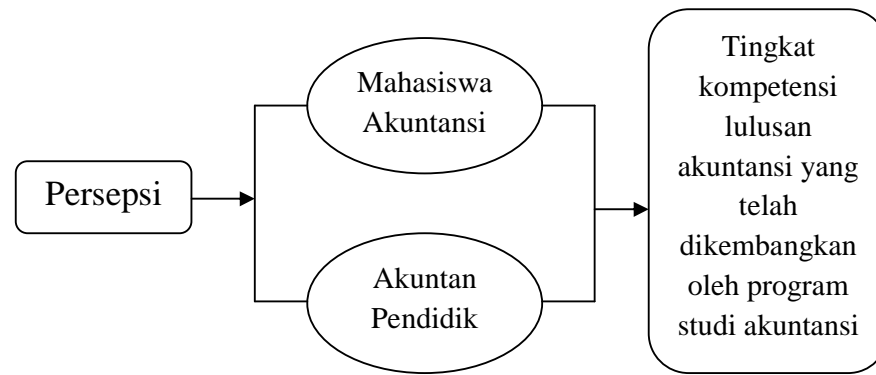 Persepsi
Mahasiswa
Akuntansi
Akuntan
Pendidik
Tingkat
kompetensi
lulusan
akuntansi yang
telah
dikembangkan
oleh program
studi akuntansi